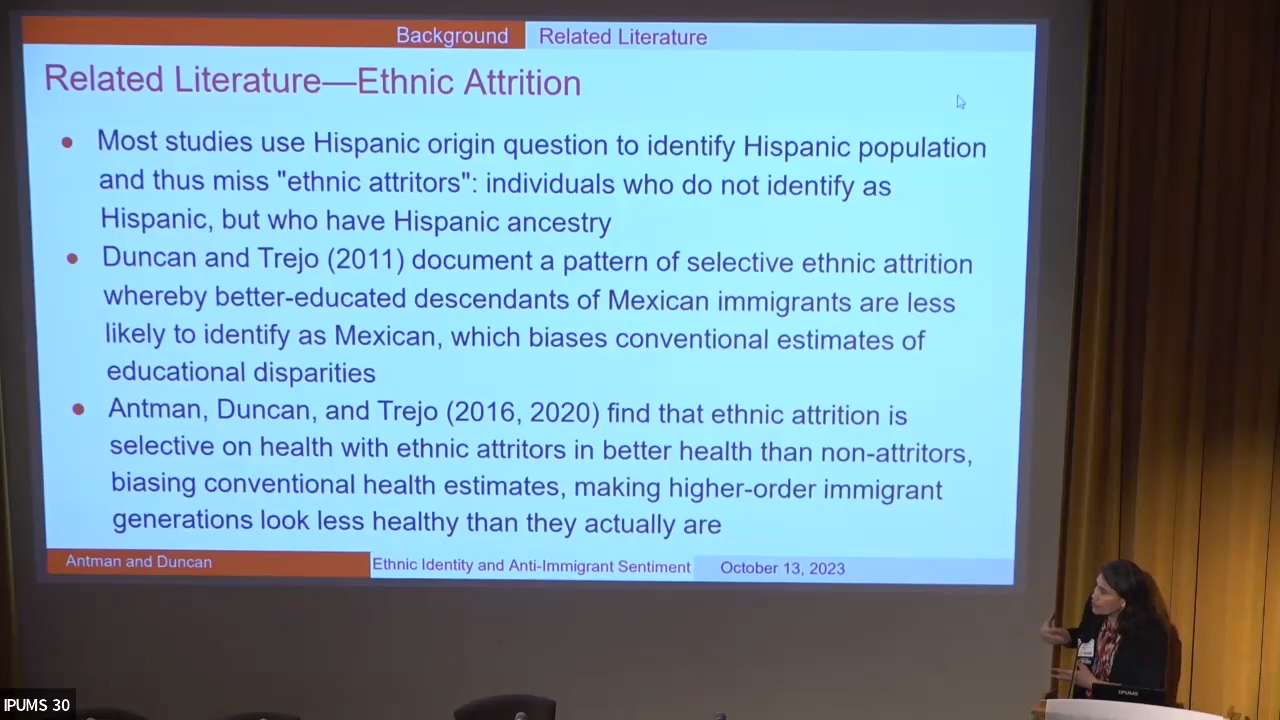 Background
Related Literature
Related Literature—Ethnic Attrition
• Most studies use Hispanic origin question to identify Hispanic population
and thus miss "ethnic attritors": individuals who do not identify as
Hispanic, but who have Hispanic ancestry
• Duncan and Trejo (2011) document a pattern of selective ethnic attrition
whereby better-educated descendants of Mexican immigrants are less
likely to identify as Mexican, which biases conventional estimates of
educational disparities
• Antman, Duncan, and Trejo (2016, 2020) find that ethnic attrition is
selective on health with ethnic attritors in better health than non-attritors,
biasing conventional health estimates, making higher-order immigrant
generations look less healthy than they actually are
Antman and Duncan
Ethnic Identity and Anti-Immigrant Sentiment
October 13, 2023
IPUMS
IPUMS 30